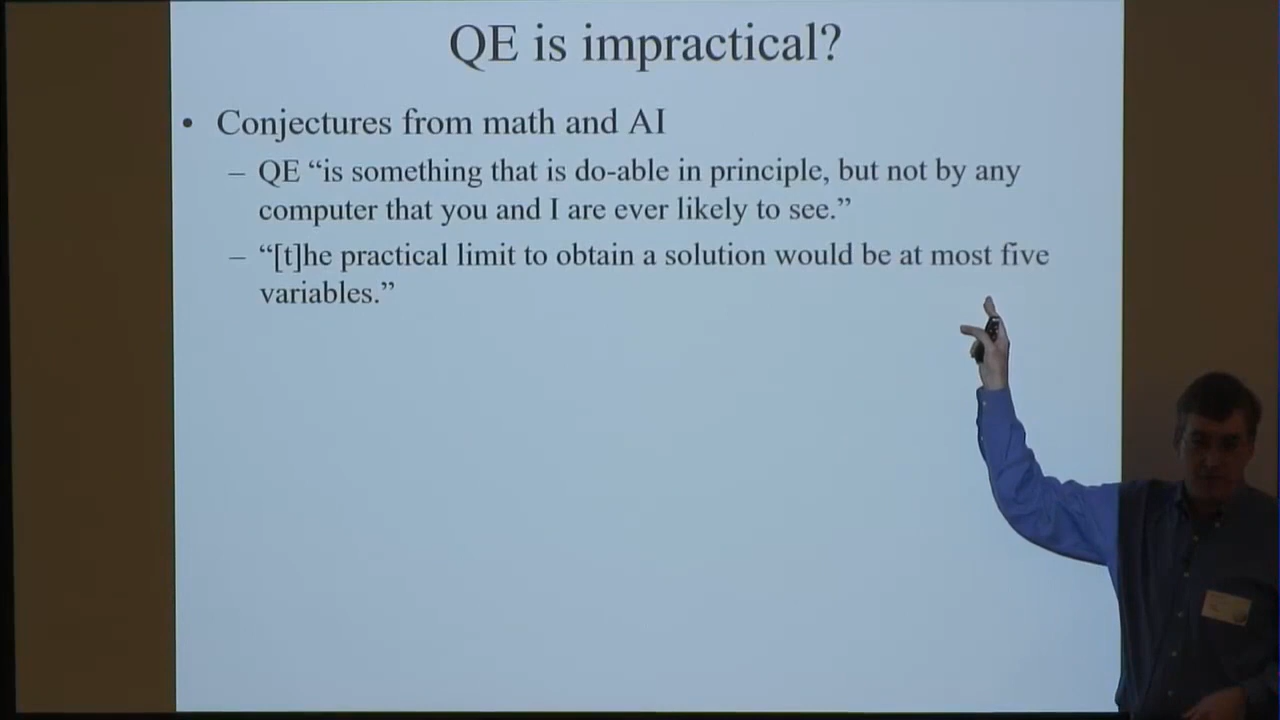 QE is impractical?
• Conjectures from math and AI
– QE “is something that is do-able in principle, but not by any
computer that you and I are ever likely to see.”
– “[t]he practical limit to obtain a solution would be at most five
variables.”